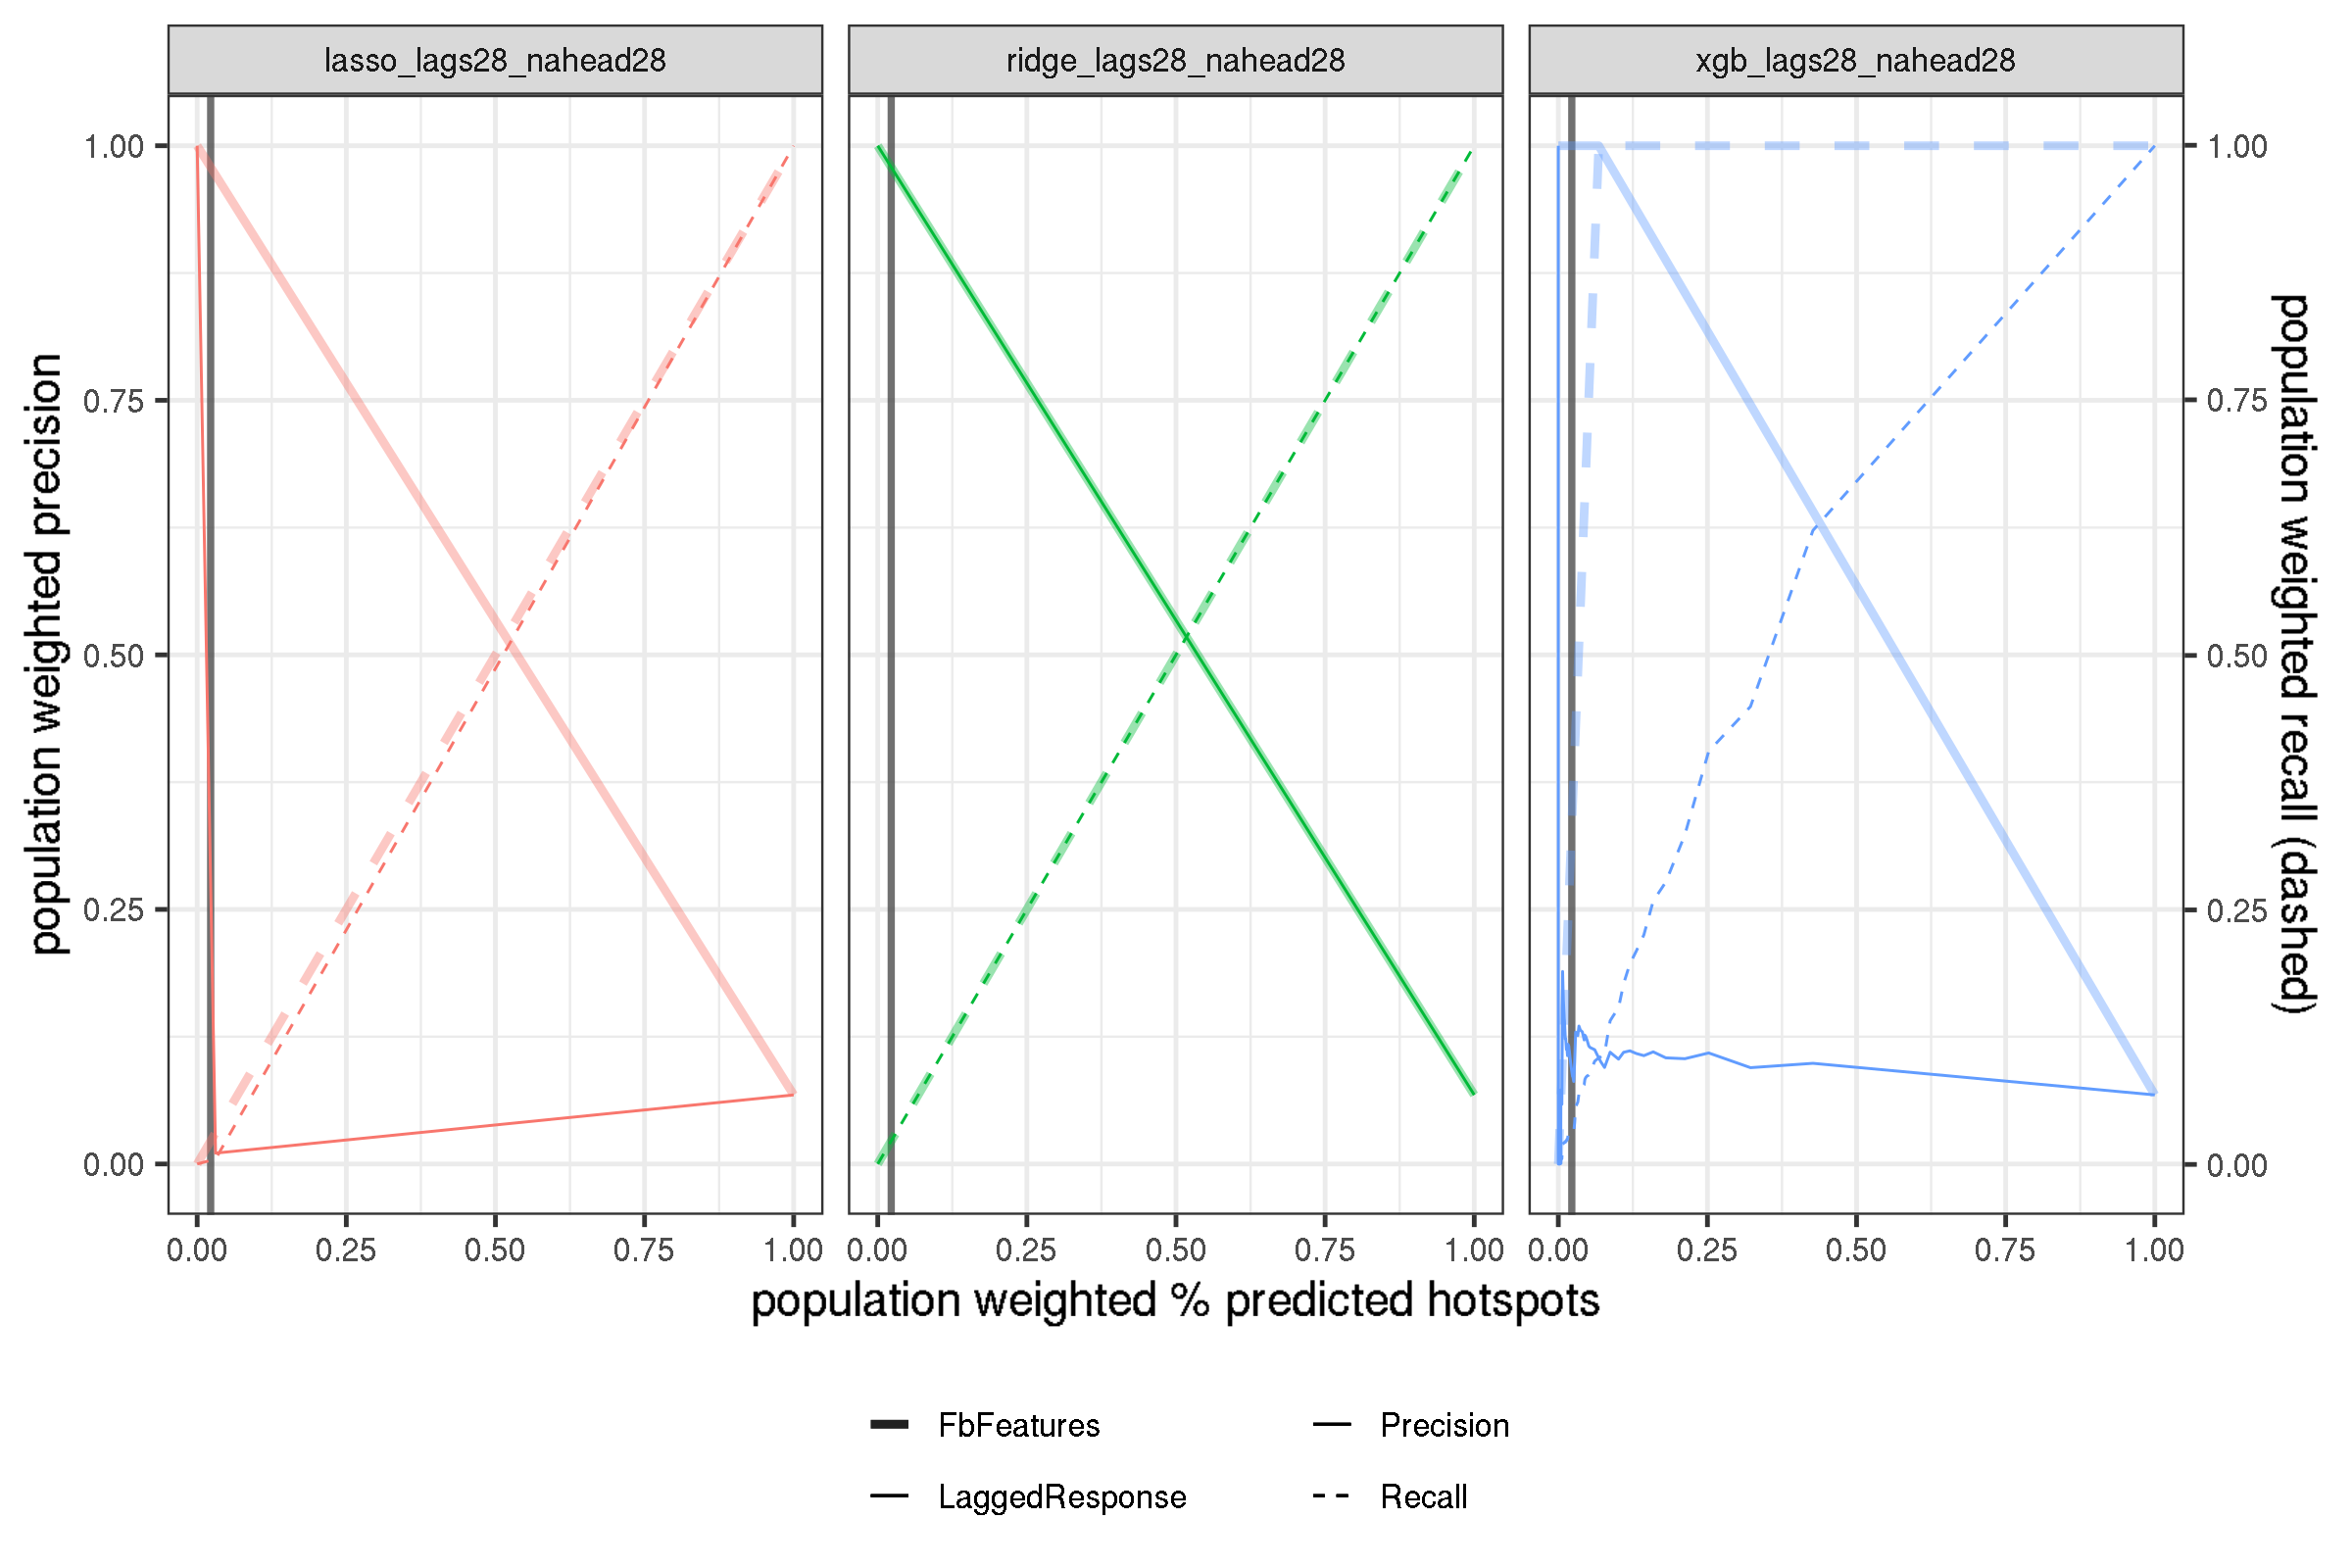 lasso_lags28_nahead28
ridge_lags28_nahead28
xgb_lags28_nahead28
population weighted precision
1.00
0.75
0.50
0.25
0.00
1.00
0.75
0.50
0.25
0.00
population weighted recall (dashed)
0.00 0.25 0.50 0.75 1.00
0.00 0.25 0.50 0.75 1.00
0.00 0.25 0.50 0.75 1.00
population weighted % predicted hotspots
FbFeatures
LaggedResponse
Precision
Recall